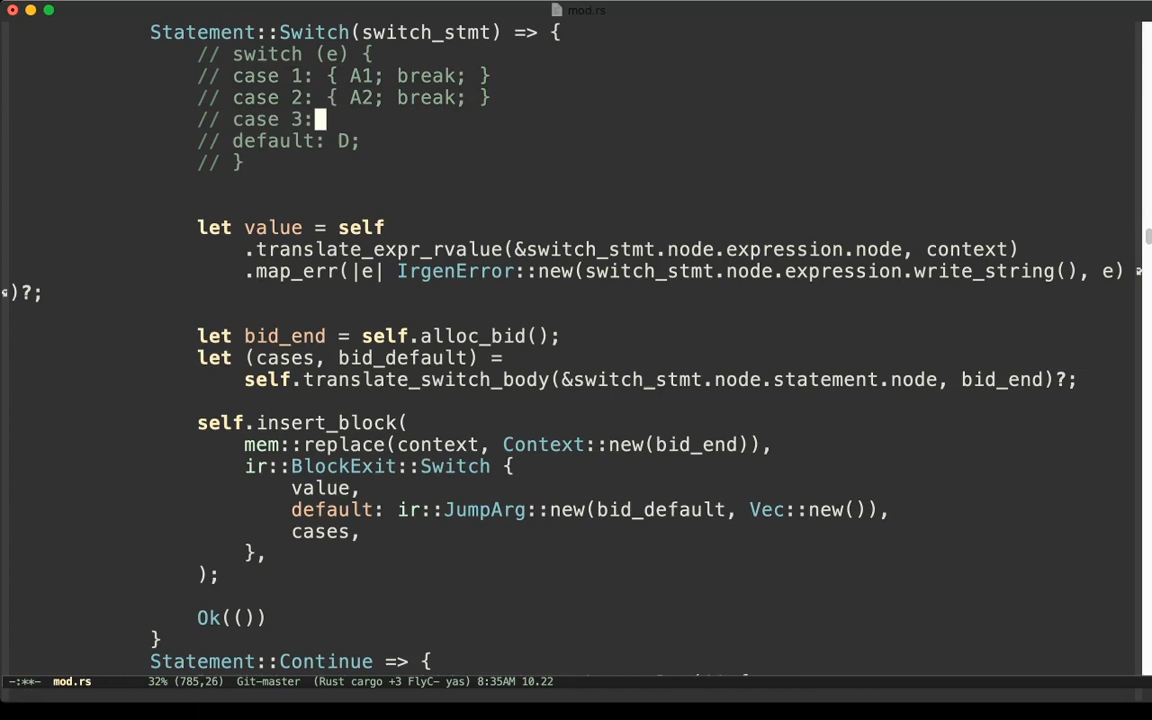 mod.rs
Statement::Switch(switch_stmt) => {
// switch (e) {
// case 1: { A1; break; }
// case 2: { A2; break; }
// case 3:
// default: D;
// }
let value = self
.translate_expr_rvalue(&switch_stmt.node.expression.node, context)
.map_err(|e| IrgenError::new(switch_stmt.node.expression.write_string(), e)
)?;
let bid_end = self.alloc_bid();
let (cases, bid_default) =
self.translate_switch_body(&switch_stmt.node.statement.node, bid_end)?;
self.insert_block(
mem::replace(context, Context::new(bid_end)),
ir::BlockExit::Switch {
value,
default: ir::JumpArg::new(bid_default, Vec::new()),
cases,
},
);
Ok(())
}
Statement::Continue => {
-:**- mod.rs 32% (785,26) Git-master (Rust cargo +3 FlyC- yas) 8:35AM 10.22